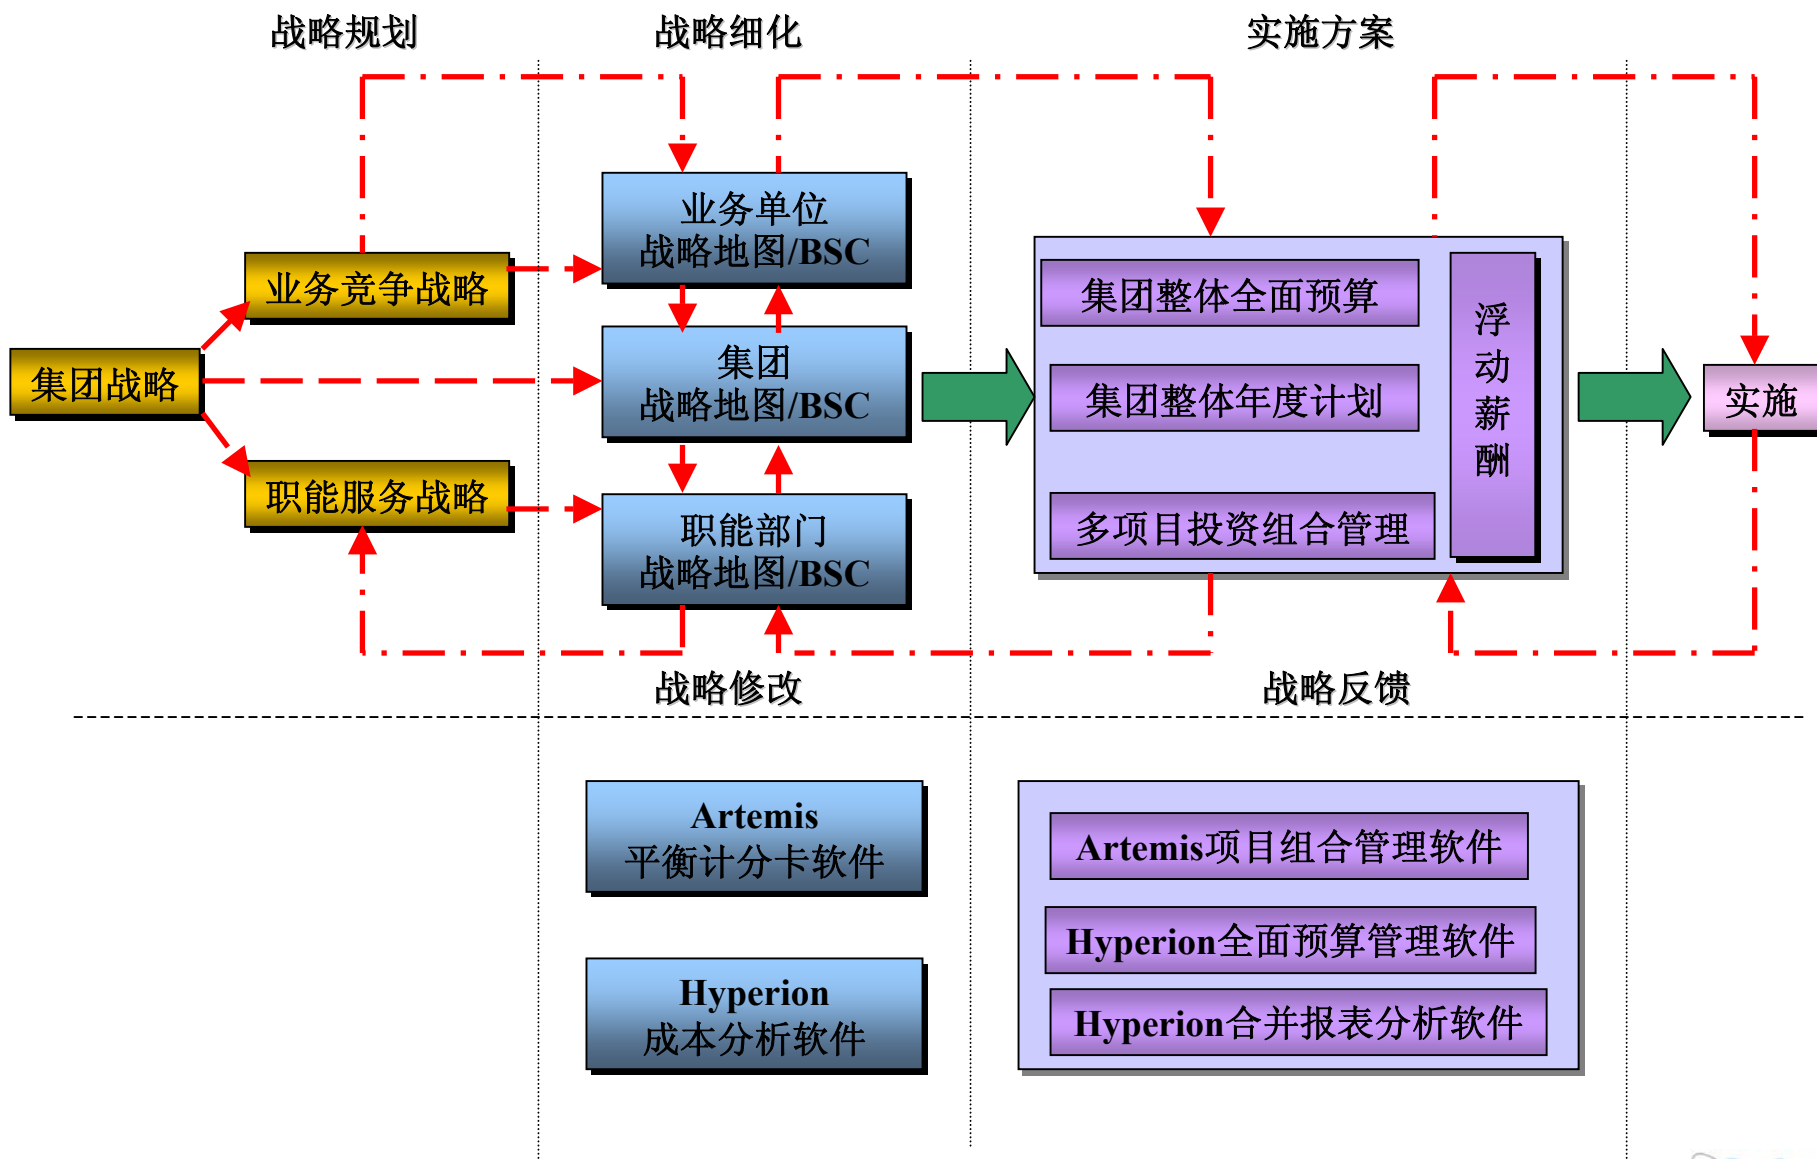 战略规划
战略细化
实施方案
业务单位
战略地图/BSC
业务竞争战略
集团整体全面预算
浮
动
薪
酬
集团
战略地图/BSC
集团战略
集团整体年度计划
实施
职能服务战略
职能部门
战略地图/BSC
多项目投资组合管理
战略修改
战略反馈
Artemis
平衡计分卡软件
Artemis项目组合管理软件
Hyperion全面预算管理软件
Hyperion
成本分析软件
Hyperion合并报表分析软件